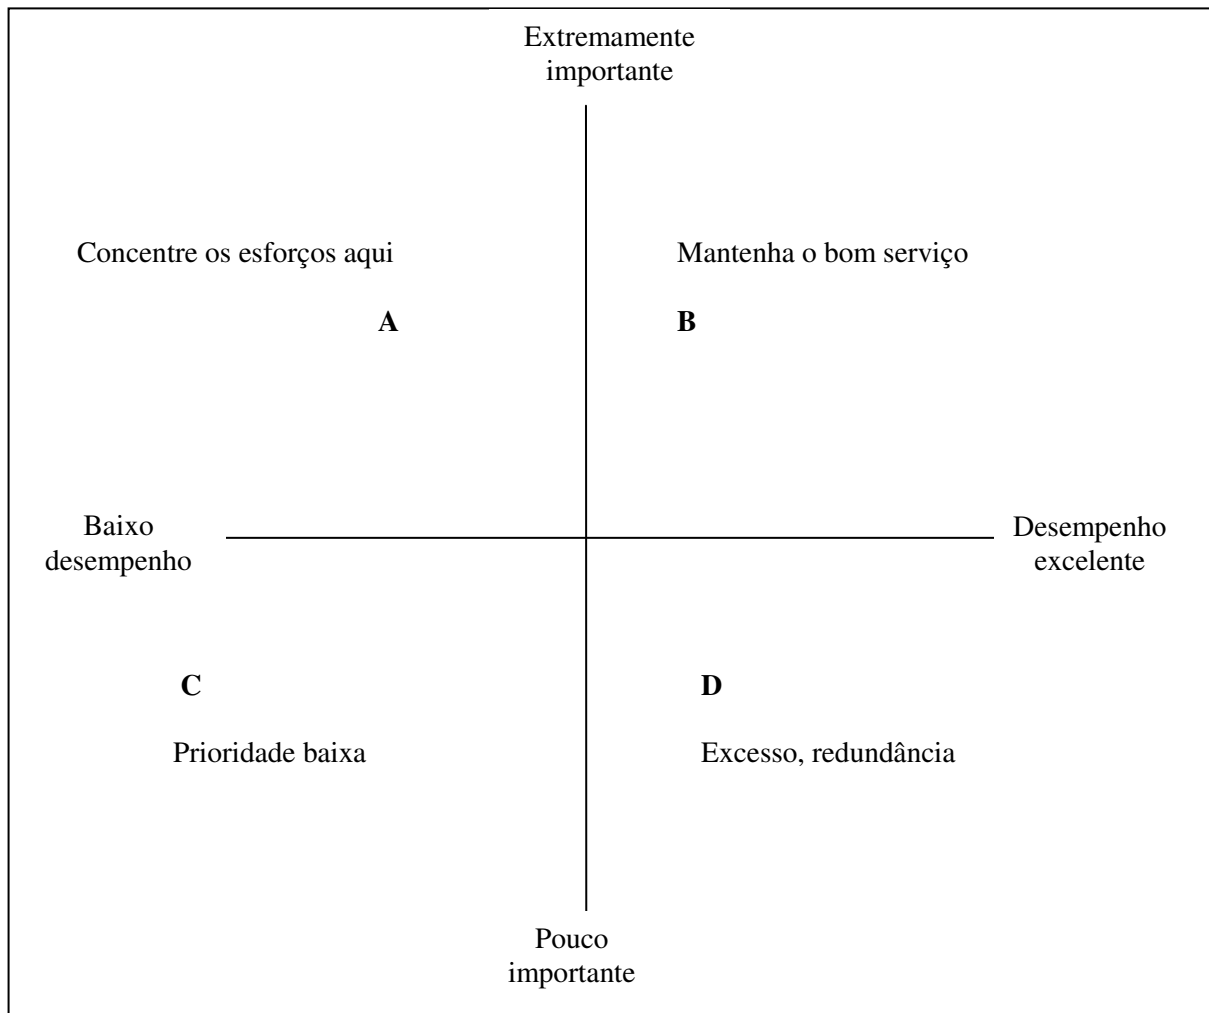 Extremamente
importante
Concentre os esforços aqui
Mantenha o bom serviço
A
B
Baixo
desempenho
Desempenho
excelente
C
D
Prioridade baixa
Excesso, redundância
Pouco
importante